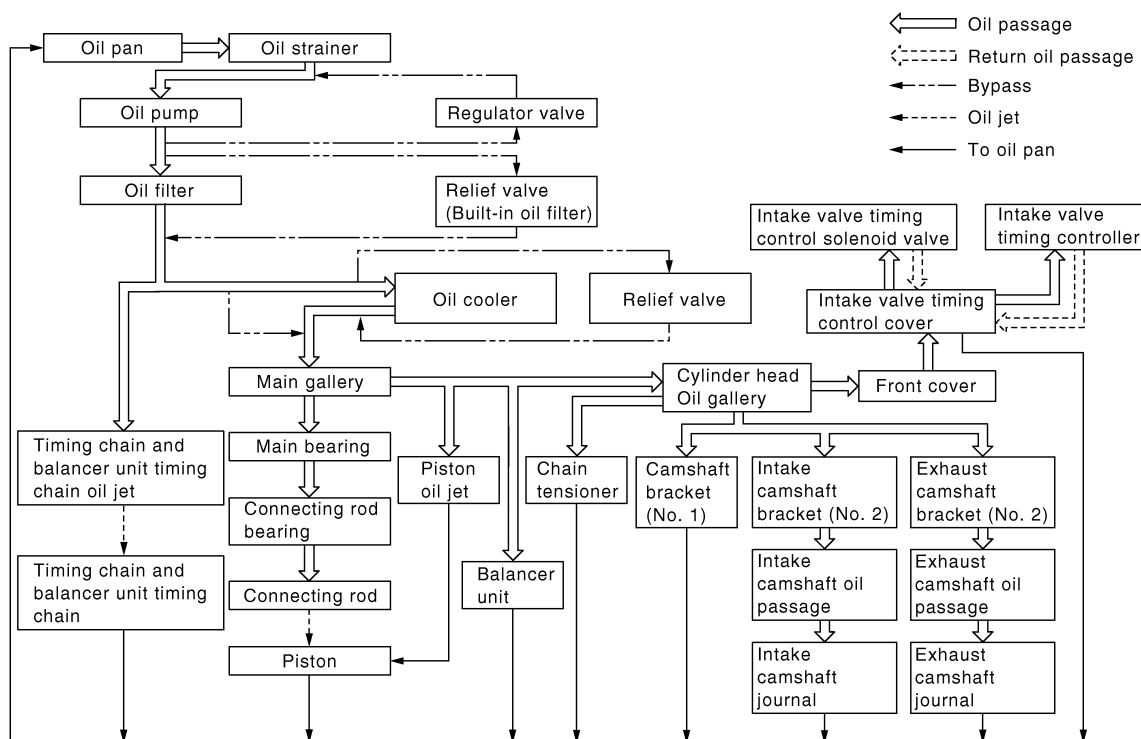 Oil passage
Oil pan
Oil strainer
Return oil passage
Bypass
Oil pump
Regulator valve
Oil jet
To oil pan
Oil filter
Relief valve
(Built-in oil filter)
Intake valve timing
control solenoid valve
Intake valve
timing controller
Oil cooler
Relief valve
Intake valve timing
control cover
Main gallery
Cylinder head
Oil gallery
Front cover
Timing chain and
balancer unit timing
chain oil jet
Main bearing
Piston
oil jet
Chain
tensioner
Camshaft
bracket
(No. 1)
Intake
camshaft
bracket (No. 2)
Exhaust
camshaft
bracket (No. 2)
Connecting rod
bearing
Timing chain and
balancer unit timing
chain
Connecting rod
Balancer
unit
Intake
camshaft oil
passage
Exhaust
camshaft oil
passage
Piston
Intake
camshaft
journal
Exhaust
camshaft
journal